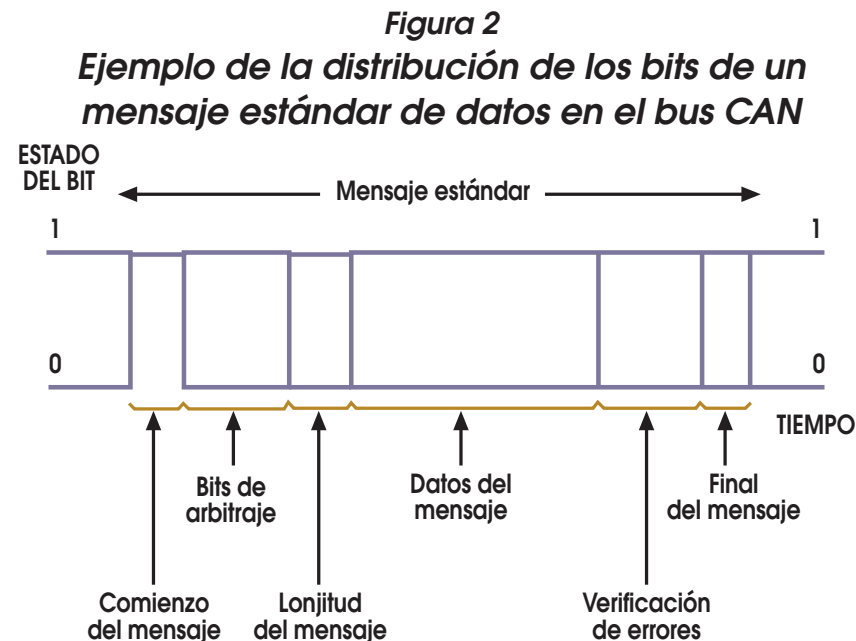 Figura 2
Ejemplo de la distribución de los bits de un
mensaje estándar de datos en el bus CAN
ESTADO
DEL BIT
Mensaje estándar
1
1
0
0
TIEMPO
Bits de
arbitraje
Datos del
mensaje
Final
del mensaje
Comienzo
del mensaje
Lonjitud
del mensaje
Verificación
de errores